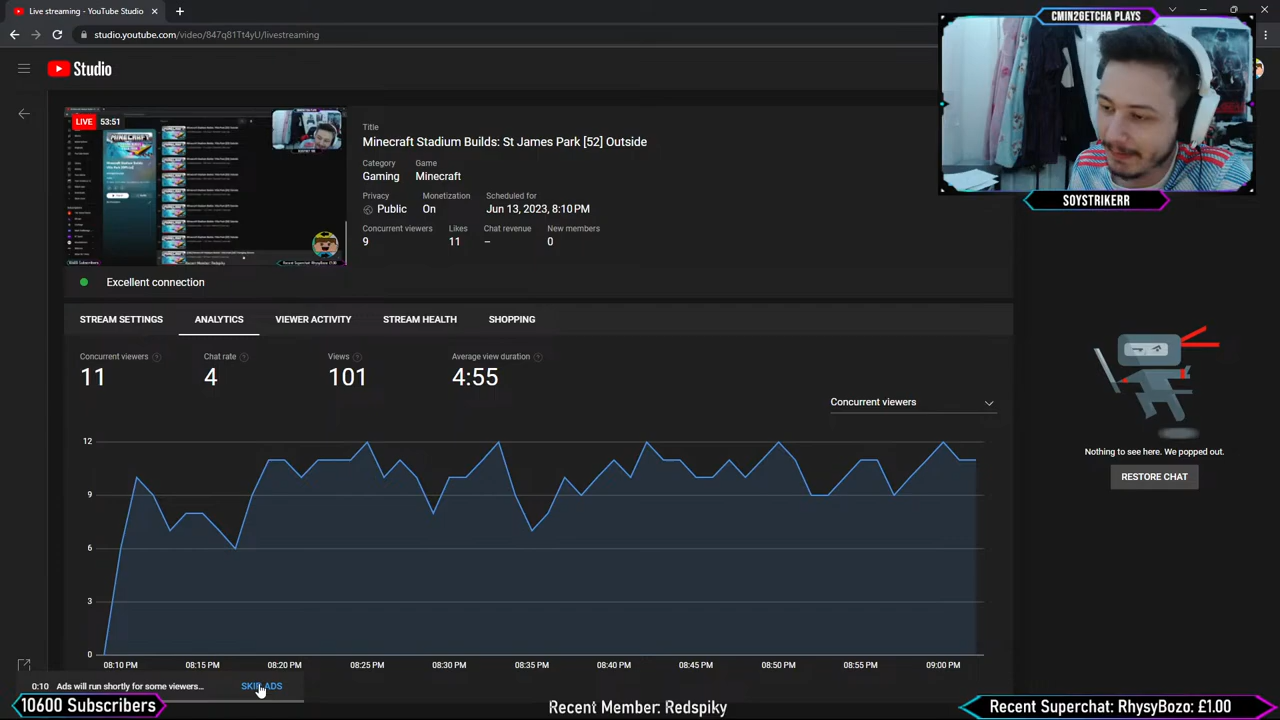 Live streaming - YouTube Studio
studio.youtube.com/video/847q81Tt4yU/livestreaming
CMIN2GETCHA PLAYS
Studio
LIVE 53:51
Title
Minecraft Stadium Builds: St James Park [52] Outside
Category Game
Gaming Minecraft
Privacy Monetization Scheduled for
Public On Jun 13, 2023, 8:10 PM
Concurrent viewers Likes Chat revenue New members
9 11 – 0
SOYSTRIKERR
Excellent connection
STREAM SETTINGS ANALYTICS VIEWER ACTIVITY STREAM HEALTH SHOPPING
Concurrent viewers Chat rate Views Average view duration
11 4 101 4:55
Concurrent viewers
12
9
6
3
0
08:10 PM 08:15 PM 08:20 PM 08:25 PM 08:30 PM 08:35 PM 08:40 PM 08:45 PM 08:50 PM 08:55 PM 09:00 PM
Nothing to see here. We popped out.
RESTORE CHAT
0:10 Ads will run shortly for some viewers... SKIP ADS
10600 Subscribers
Recent Member: Redspiky
Recent Superchat: RhysyBozo: £1.00